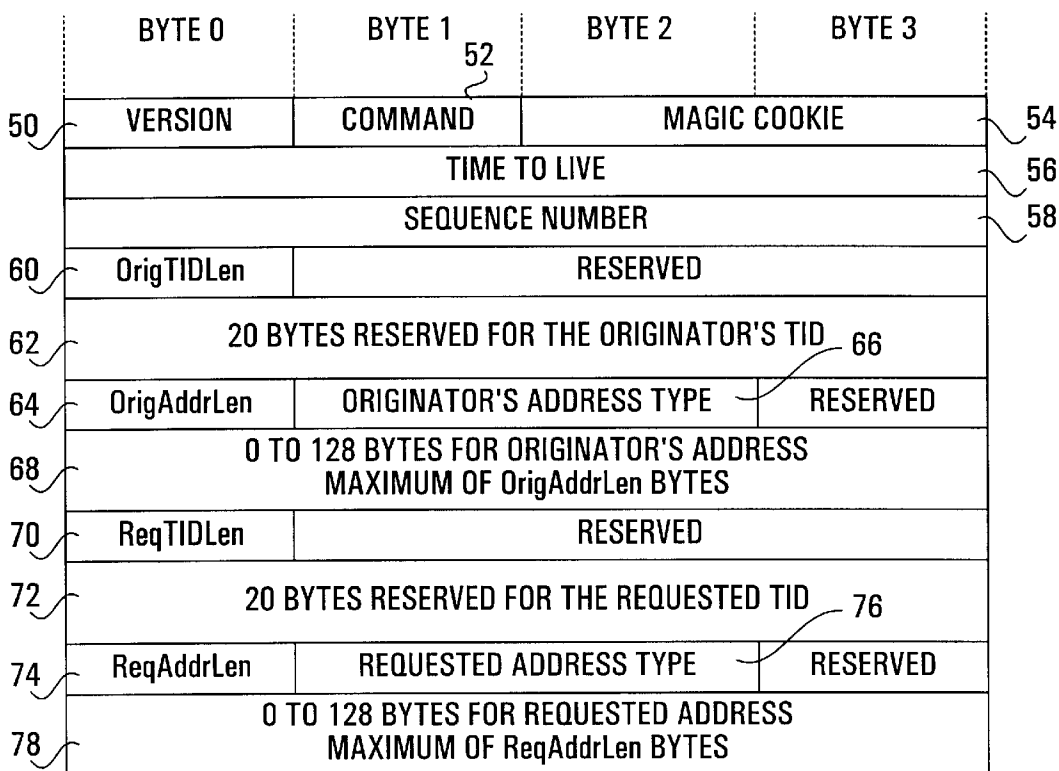 BYTE 0 BYTE 1 BYTE 2 BYTE 3
52
50 VERSION COMMAND MAGIC COOKIE 54
TIME TO LIVE 56
SEQUENCE NUMBER 58
60 OrigTIDLen RESERVED
62 20 BYTES RESERVED FOR THE ORIGINATOR'S TID 66
64 OrigAddrLen ORIGINATOR'S ADDRESS TYPE RESERVED
68 0 TO 128 BYTES FOR ORIGINATOR'S ADDRESS
MAXIMUM OF OrigAddrLen BYTES
70 ReqTIDLen RESERVED
72 20 BYTES RESERVED FOR THE REQUESTED TID 76
74 ReqAddrLen REQUESTED ADDRESS TYPE RESERVED
0 TO 128 BYTES FOR REQUESTED ADDRESS
78 MAXIMUM OF ReqAddrLen BYTES